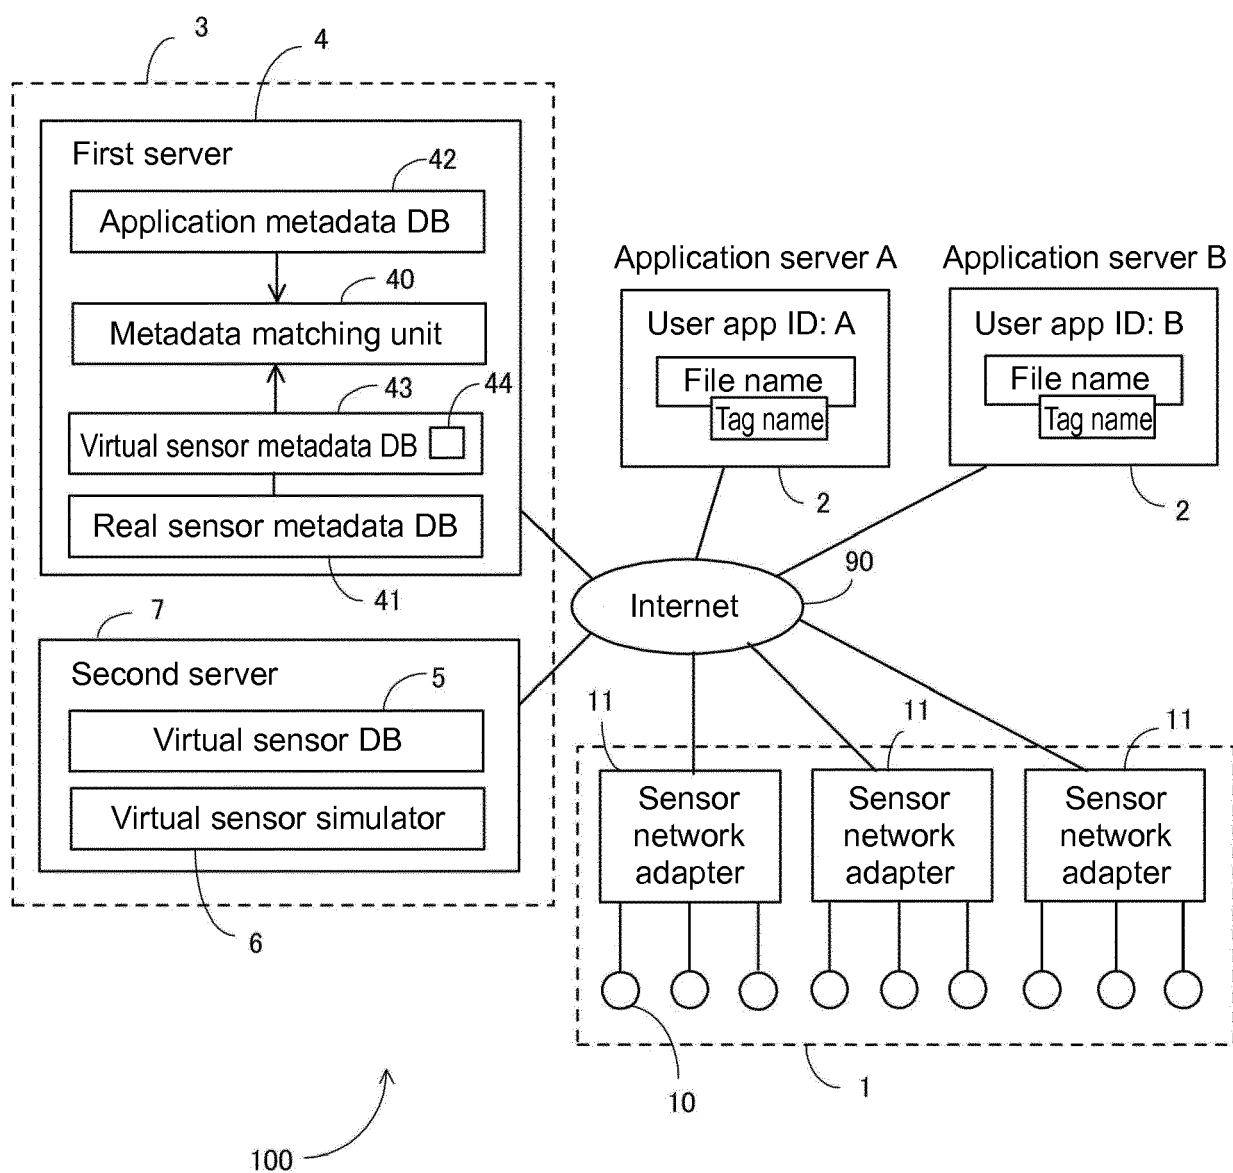 3
4
First server
42
Application metadata DB
40
Metadata matching unit
43
44
Virtual sensor metadata DB
Real sensor metadata DB
41
7
Second server
5
Virtual sensor DB
Virtual sensor simulator
6
Application server A
User app ID: A
File name
Tag name
2
Application server B
User app ID: B
File name
Tag name
2
Internet
90
11
Sensor
network
adapter
11
Sensor
network
adapter
11
Sensor
network
adapter
10
1
100